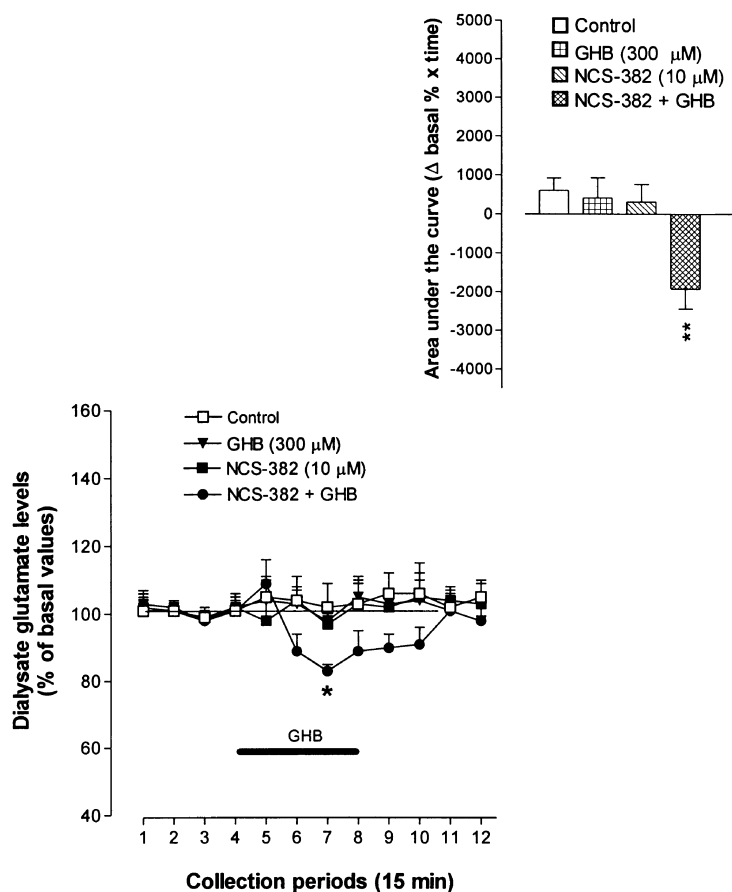 5000
4000
3000
2000
1000
0
-1000
-2000
-3000
-4000
Area under the curve (Δ basal % x time)
Control
GHB (300 μM)
NCS-382 (10 μM)
NCS-382 + GHB
**
160
140
120
100
80
60
40
Dialysate glutamate levels
(% of basal values)
Control
GHB (300 μM)
NCS-382 (10 μM)
NCS-382 + GHB
*
GHB
1 2 3 4 5 6 7 8 9 10 11 12
Collection periods (15 min)